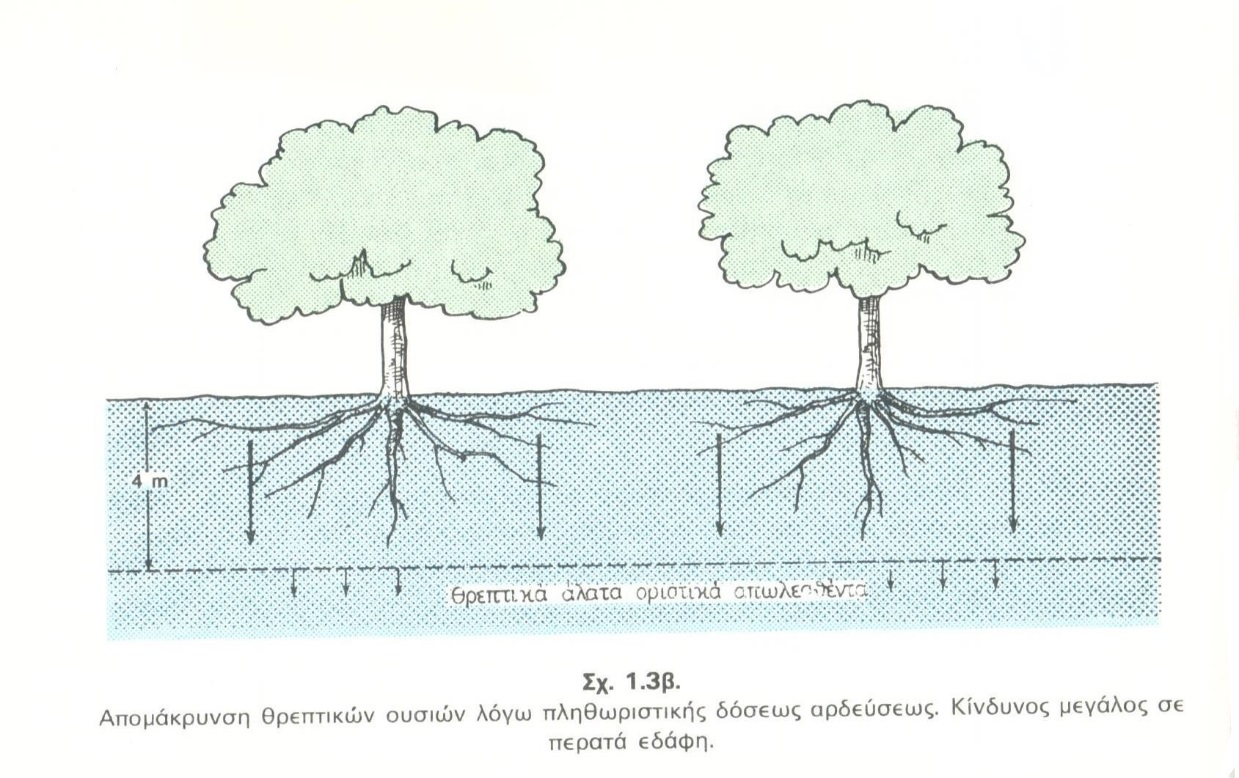 4 m
θρεπτικά άλατα οριστικά απωλεσθέντα
Σχ. 1.3β.
Απομάκρυνση θρεπτικών ουσιών λόγω πληθωριστικής δόσεως αρδεύσεως. Κίνδυνος μεγάλος σε
περατά εδάφη.